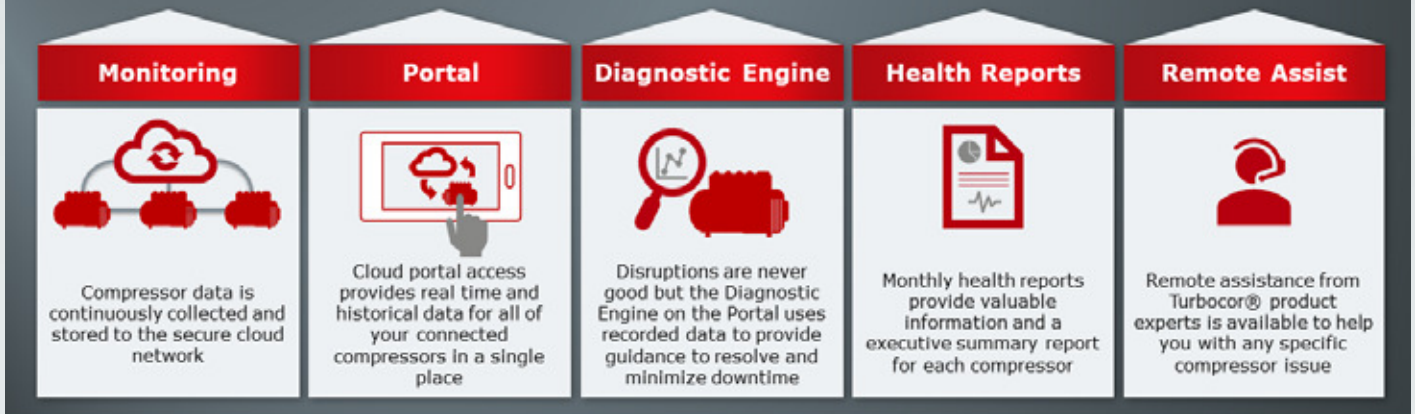 Monitoring
Compressor data is
continuously collected and
stored to the secure cloud
network
Portal
Cloud portal access
provides real time and
historical data for all of
your connected
compressors in a single
place
Diagnostic Engine
Disruptions are never
good but the Diagnostic
Engine on the Portal uses
recorded data to provide
guidance to resolve and
minimize downtime
Health Reports
Monthly health reports
provide valuable
information and a
executive summary report
for each compressor
Remote Assist
Remote assistance from
Turbocor® product
experts is available to help
you with any specific
compressor issue